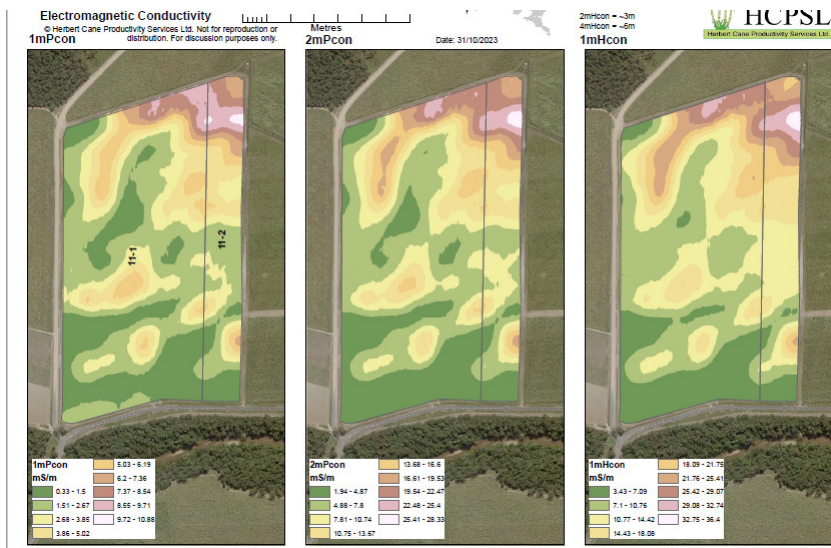 Electromagnetic Conductivity
© Herbert Cane Productivity Services Ltd. Not for reproduction or
distribution. For discussion purposes only.
Metres
Date: 31/10/2023
2mHcon = ~3m
4mHcon = ~6m
HCPSL
Herbert Cane Productivity Services Ltd.
1mPcon
11-1
11-2
1mPcon
mS/m
0.33 - 1.5
1.51 - 2.67
2.68 - 3.85
3.86 - 5.02
5.03 - 6.19
6.2 - 7.36
7.37 - 8.54
8.55 - 9.71
9.72 - 10.88
2mPcon
2mPcon
mS/m
1.94 - 4.87
4.88 - 7.8
7.81 - 10.74
10.75 - 13.67
13.68 - 16.6
16.61 - 19.53
19.54 - 22.47
22.48 - 25.4
25.41 - 28.33
1mHcon
1mHcon
mS/m
3.43 - 7.09
7.1 - 10.76
10.77 - 14.42
14.43 - 18.08
18.09 - 21.75
21.76 - 25.41
25.42 - 29.07
29.08 - 32.74
32.75 - 36.4